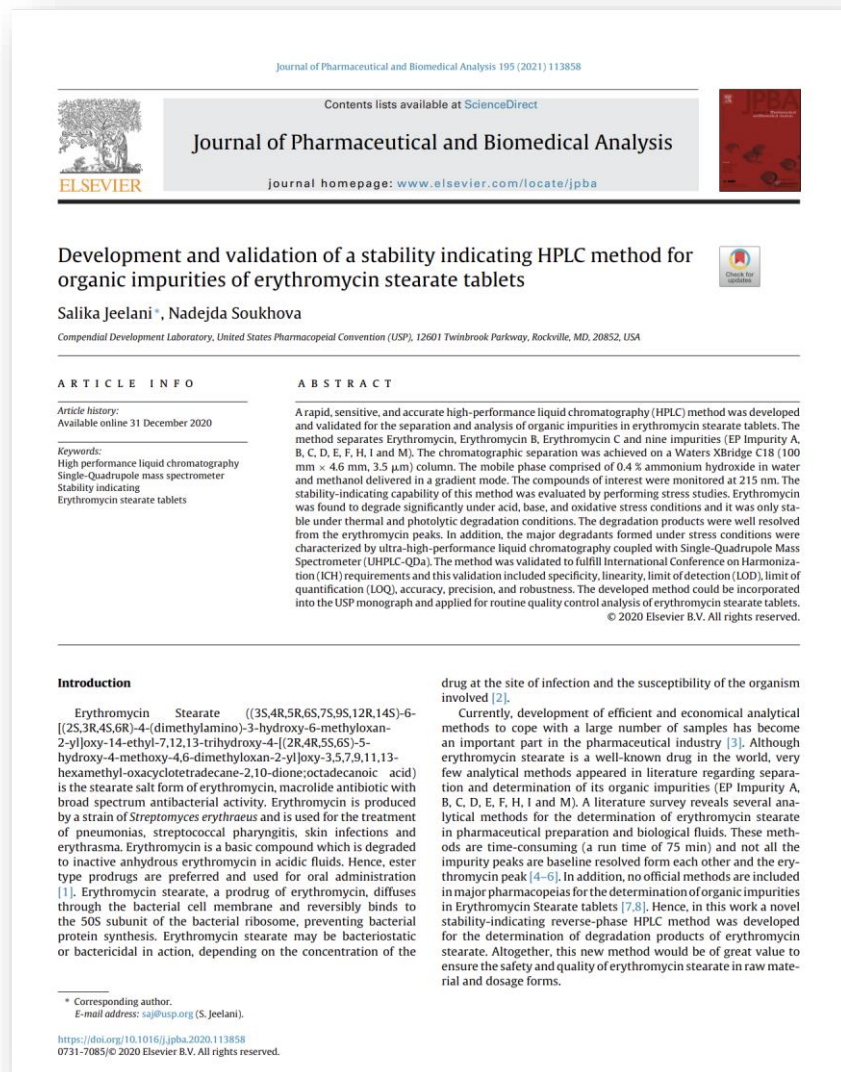 Journal of Pharmaceutical and Biomedical Analysis 195 (2021) 113858
Contents lists available at ScienceDirect
Journal of Pharmaceutical and Biomedical Analysis
journal homepage: www.elsevier.com/locate/jpba
ELSEVIER
JPBA
Development and validation of a stability indicating HPLC method for
organic impurities of erythromycin stearate tablets
Check for
updates
Salika Jeelani*, Nadejda Soukhova
Compendial Development Laboratory, United States Pharmacopeial Convention (USP), 12601 Twinbrook Parkway, Rockville, MD, 20852, USA
ARTICLE INFO
Article history:
Available online 31 December 2020
Keywords:
High performance liquid chromatography
Single-Quadrupole mass spectrometer
Stability indicating
Erythromycin stearate tablets
ABSTRACT
A rapid, sensitive, and accurate high-performance liquid chromatography (HPLC) method was developed
and validated for the separation and analysis of organic impurities in erythromycin stearate tablets. The
method separates Erythromycin, Erythromycin B, Erythromycin C and nine impurities (EP Impurity A,
B, C, D, E, F, H, I and M). The chromatographic separation was achieved on a Waters XBridge C18 (100
mm × 4.6 mm, 3.5 μm) column. The mobile phase comprised of 0.4 % ammonium hydroxide in water
and methanol delivered in a gradient mode. The compounds of interest were monitored at 215 nm. The
stability-indicating capability of this method was evaluated by performing stress studies. Erythromycin
was found to degrade significantly under acid, base, and oxidative stress conditions and it was only sta-
ble under thermal and photolytic degradation conditions. The degradation products were well resolved
from the erythromycin peaks. In addition, the major degradants formed under stress conditions were
characterized by ultra-high-performance liquid chromatography coupled with Single-Quadrupole Mass
Spectrometer (UHPLC-QDa). The method was validated to fulfill International Conference on Harmoniza-
tion (ICH) requirements and this validation included specificity, linearity, limit of detection (LOD), limit of
quantification (LOQ), accuracy, precision, and robustness. The developed method could be incorporated
into the USP monograph and applied for routine quality control analysis of erythromycin stearate tablets.
© 2020 Elsevier B.V. All rights reserved.
Introduction
Erythromycin Stearate ((3S,4R,5R,6S,7S,9S,12R,14S)-6-
[(2S,3R,4S,6R)-4-(dimethylamino)-3-hydroxy-6-methyloxan-
2-yl]oxy-14-ethyl-7,12,13-trihydroxy-4-[(2R,4R,5S,6S)-5-
hydroxy-4-methoxy-4,6-dimethyloxan-2-yl]oxy-3,5,7,9,11,13-
hexamethyl-oxacyclotetradecane-2,10-dione;octadecanoic acid)
is the stearate salt form of erythromycin, macrolide antibiotic with
broad spectrum antibacterial activity. Erythromycin is produced
by a strain of Streptomyces erythraeus and is used for the treatment
of pneumonias, streptococcal pharyngitis, skin infections and
erythrasma. Erythromycin is a basic compound which is degraded
to inactive anhydrous erythromycin in acidic fluids. Hence, ester
type prodrugs are preferred and used for oral administration
[1]. Erythromycin stearate, a prodrug of erythromycin, diffuses
through the bacterial cell membrane and reversibly binds to
the 50S subunit of the bacterial ribosome, preventing bacterial
protein synthesis. Erythromycin stearate may be bacteriostatic
or bactericidal in action, depending on the concentration of the
drug at the site of infection and the susceptibility of the organism
involved [2].
Currently, development of efficient and economical analytical
methods to cope with a large number of samples has become
an important part in the pharmaceutical industry [3]. Although
erythromycin stearate is a well-known drug in the world, very
few analytical methods appeared in literature regarding separa-
tion and determination of its organic impurities (EP Impurity A,
B, C, D, E, F, H, I and M). A literature survey reveals several ana-
lytical methods for the determination of erythromycin stearate
in pharmaceutical preparation and biological fluids. These meth-
ods are time-consuming (a run time of 75 min) and not all the
impurity peaks are baseline resolved form each other and the ery-
thromycin peak [4–6]. In addition, no official methods are included
in major pharmacopeias for the determination of organic impurities
in Erythromycin Stearate tablets [7,8]. Hence, in this work a novel
stability-indicating reverse-phase HPLC method was developed
for the determination of degradation products of erythromycin
stearate. Altogether, this new method would be of great value to
ensure the safety and quality of erythromycin stearate in raw mate-
rial and dosage forms.
* Corresponding author.
E-mail address: saj@usp.org (S. Jeelani).
https://doi.org/10.1016/j.jpba.2020.113858
0731-7085/© 2020 Elsevier B.V. All rights reserved.